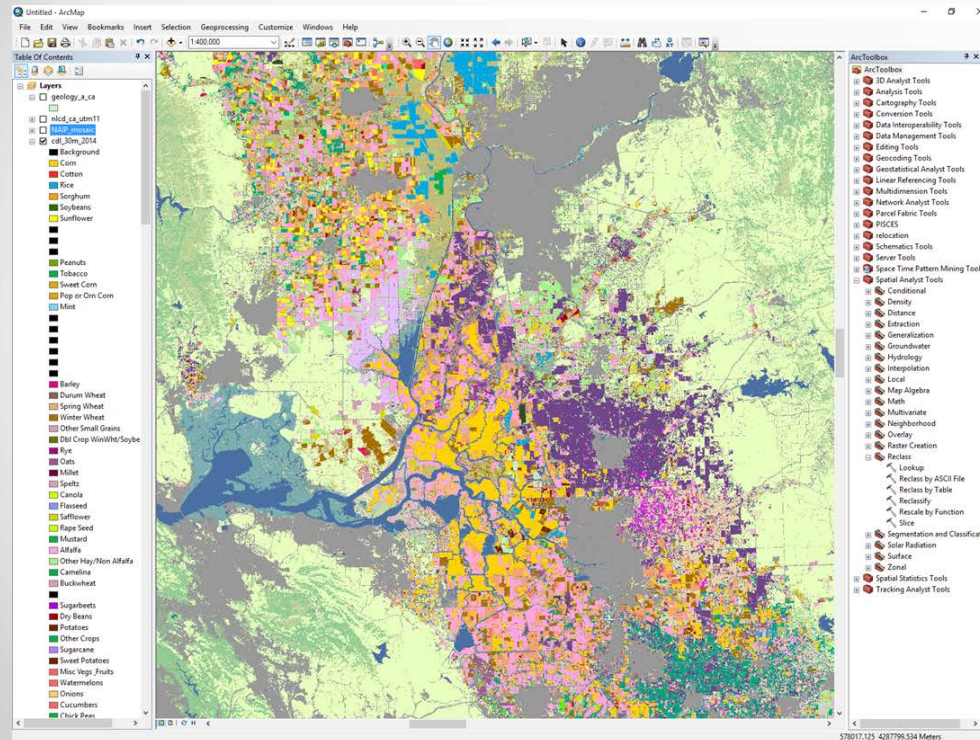 Untitled - ArcMap
File Edit View Bookmarks Insert Selection Geoprocessing Customize Windows Help
1:400,000
Table Of Contents
Layers
geology_a_ca
nlcd_ca_utm11
NAIP_mosaic
cdl_30m_2014
Background
Corn
Cotton
Rice
Sorghum
Soybeans
Sunflower
Peanuts
Tobacco
Sweet Corn
Pop or Orn Corn
Mint
Barley
Durum Wheat
Spring Wheat
Winter Wheat
Other Small Grains
Dbl Crop WinWht/Soybe
Rye
Oats
Millet
Speltz
Canola
Flaxseed
Safflower
Rape Seed
Mustard
Alfalfa
Other Hay/Non Alfalfa
Camelina
Buckwheat
Sugarbeets
Dry Beans
Potatoes
Other Crops
Sugarcane
Sweet Potatoes
Misc Vegs _Fruits
Watermelons
Onions
Cucumbers
Chick Peas
ArcToolbox
ArcToolbox
3D Analyst Tools
Analysis Tools
Cartography Tools
Conversion Tools
Data Interoperability Tools
Data Management Tools
Editing Tools
Geocoding Tools
Geostatistical Analyst Tools
Linear Referencing Tools
Multidimension Tools
Network Analyst Tools
Parcel Fabric Tools
PISCES
relocation
Schematics Tools
Server Tools
Space Time Pattern Mining Tool
Spatial Analyst Tools
Conditional
Density
Distance
Extraction
Generalization
Groundwater
Hydrology
Interpolation
Local
Map Algebra
Math
Multivariate
Neighborhood
Overlay
Raster Creation
Reclass
Lookup
Reclass by ASCII File
Reclass by Table
Reclassify
Rescale by Function
Slice
Segmentation and Classifica
Solar Radiation
Surface
Zonal
Spatial Statistics Tools
Tracking Analyst Tools
578017.125 4287799.534 Meters